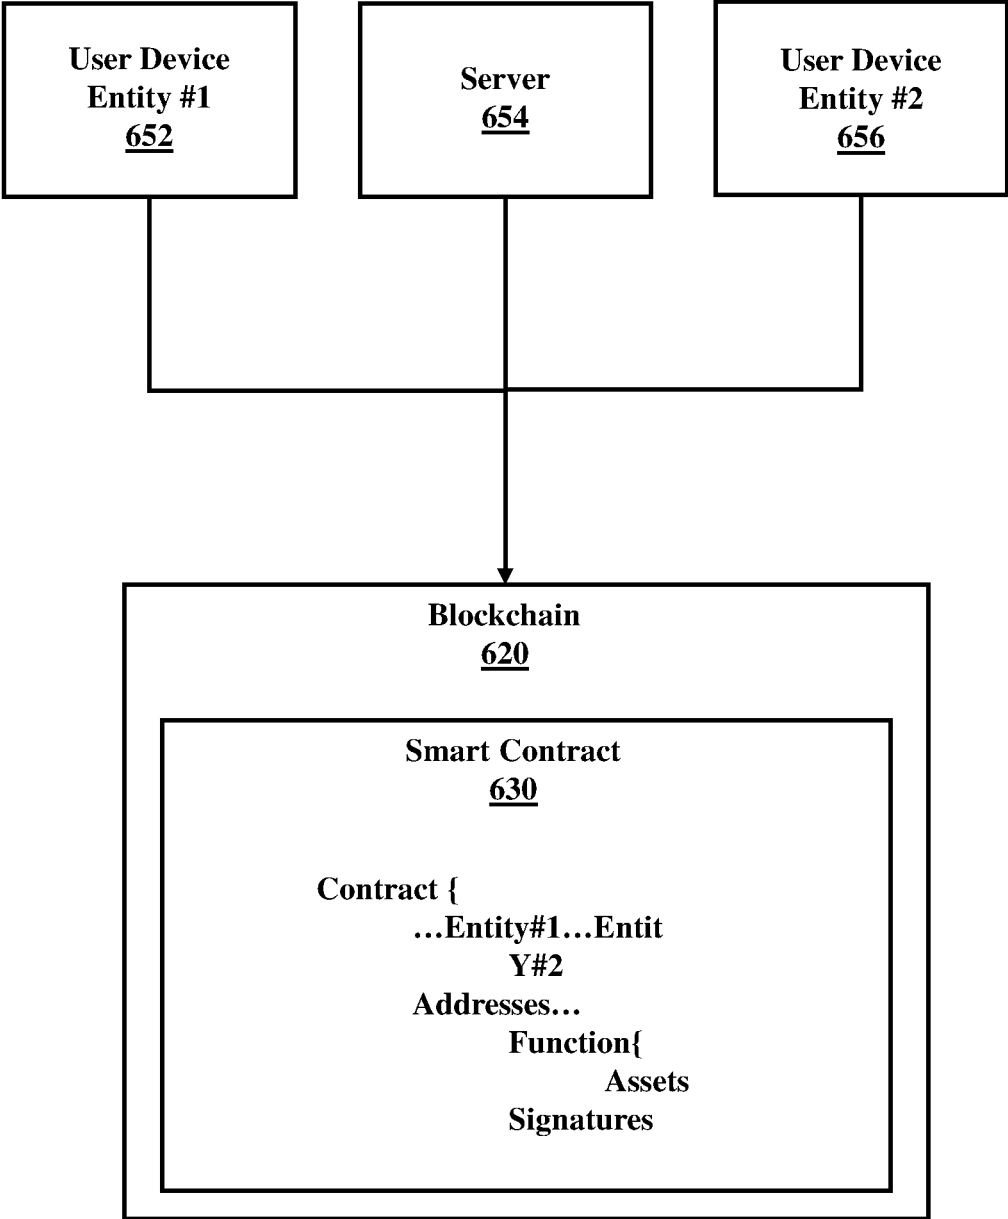 User Device
Entity #1
652
Server
654
User Device
Entity #2
656
Blockchain
620
Smart Contract
630
Contract {
…Entity#1…Entit
Y#2
Addresses…
Function{
Assets
Signatures